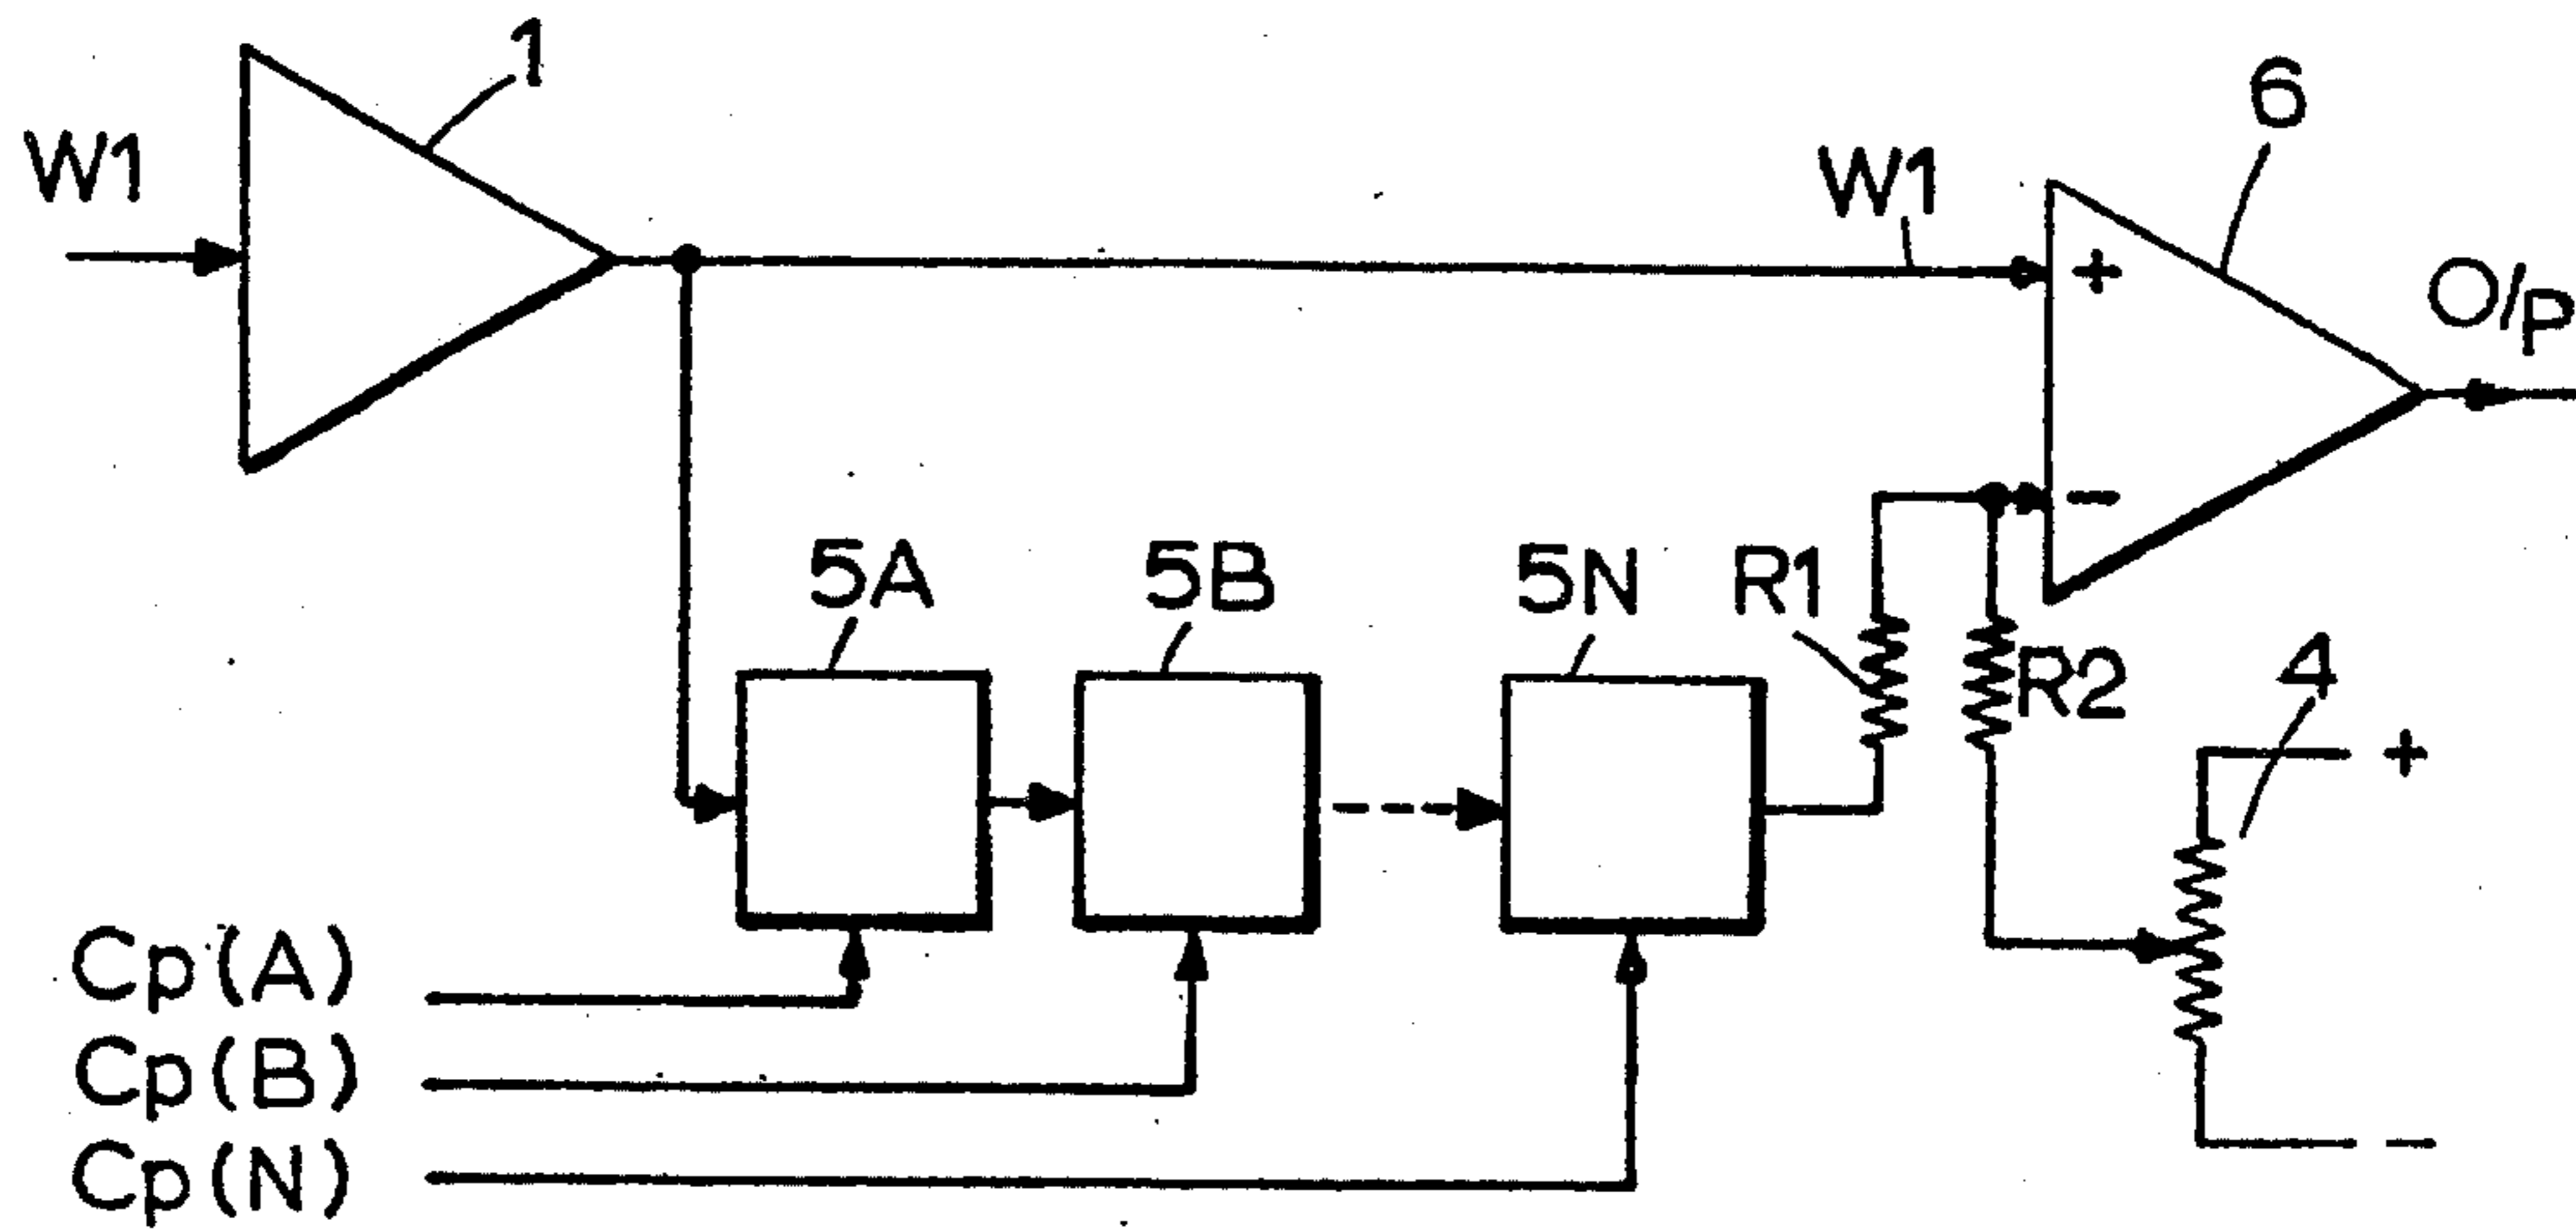 1
W1
W1
6
+
O/P
-
5A
5B
5N
R1
R2
4
+
-
Cp(A)
Cp(B)
Cp(N)